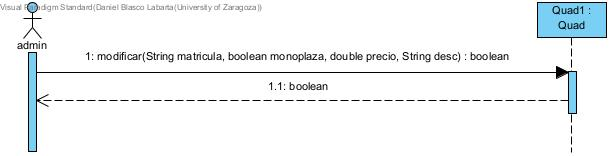 Visual Paradigm Standard(Daniel Blasco Labarta(University of Zaragoza))
Quad1 :
Quad
admin
1: modificar(String matricula, boolean monoplaza, double precio, String desc) : boolean
1.1: boolean